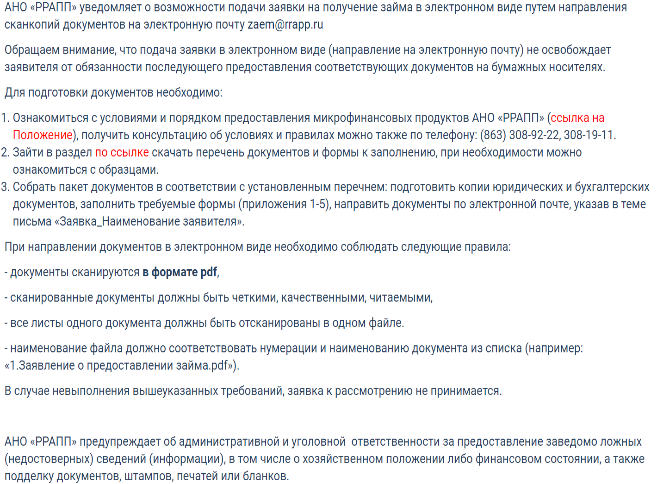 АНО «РРАПП» уведомляет о возможности подачи заявки на получение займа в электронном виде путем направления
сканкопий документов на электронную почту zaem@rrapp.ru
Обращаем внимание, что подача заявки в электронном виде (направление на электронную почту) не освобождает
заявителя от обязанности последующего предоставления соответствующих документов на бумажных носителях.
Для подготовки документов необходимо:
1. Ознакомиться с условиями и порядком предоставления микрофинансовых продуктов АНО «РРАПП» (ссылка на
Положение), получить консультацию об условиях и правилах можно также по телефону: (863) 308-92-22, 308-19-11.
2. Зайти в раздел по ссылке скачать перечень документов и формы к заполнению, при необходимости можно
ознакомиться с образцами.
3. Собрать пакет документов в соответствии с установленным перечнем: подготовить копии юридических и бухгалтерских
документов, заполнить требуемые формы (приложения 1-5), направить документы по электронной почте, указав в теме
письма «Заявка_Наименование заявителя».
При направлении документов в электронном виде необходимо соблюдать следующие правила:
- документы сканируются в формате pdf,
- сканированные документы должны быть четкими, качественными, читаемыми,
- все листы одного документа должны быть отсканированы в одном файле.
- наименование файла должно соответствовать нумерации и наименованию документа из списка (например:
«1.Заявление о предоставлении займа.pdf»).
В случае невыполнения вышеуказанных требований, заявка к рассмотрению не принимается.
АНО «РРАПП» предупреждает об административной и уголовной ответственности за предоставление заведомо ложных
(недостоверных) сведений (информации), в том числе о хозяйственном положении либо финансовом состоянии, а также
подделку документов, штампов, печатей или бланков.